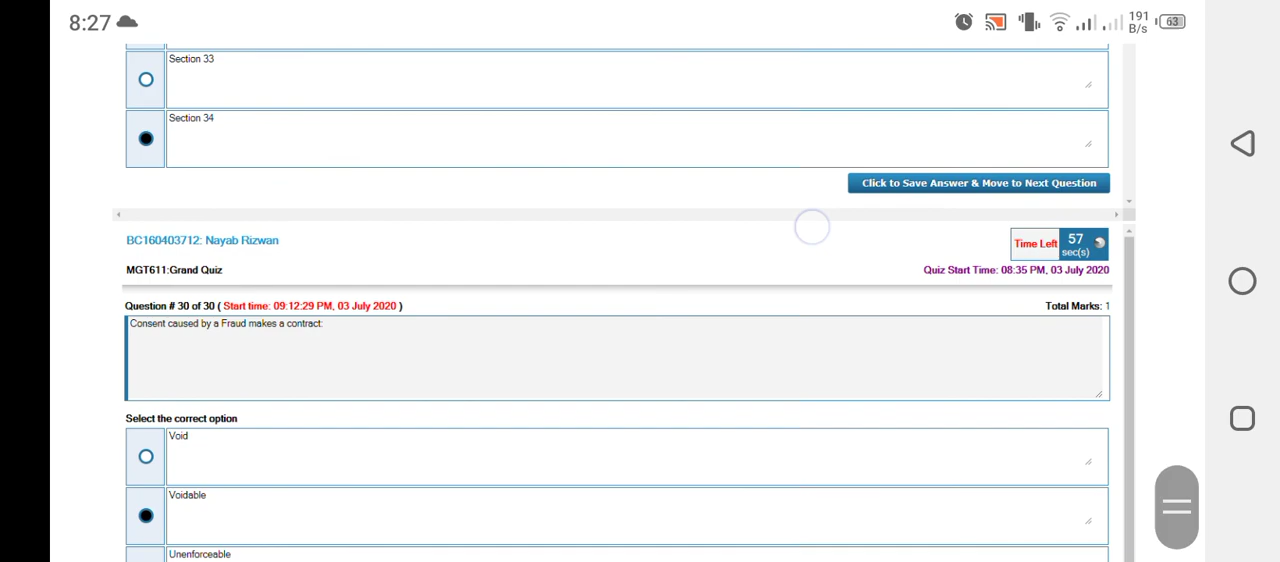 8:27
191
B/s
63
Section 33
Section 34
Click to Save Answer & Move to Next Question
BC160403712: Nayab Rizwan
Time Left 57 sec(s)
MGT611:Grand Quiz
Quiz Start Time: 08:35 PM, 03 July 2020
Question # 30 of 30 ( Start time: 09:12:29 PM, 03 July 2020 )
Total Marks: 1
Consent caused by a Fraud makes a contract:
Select the correct option
Void
Voidable
Unenforceable